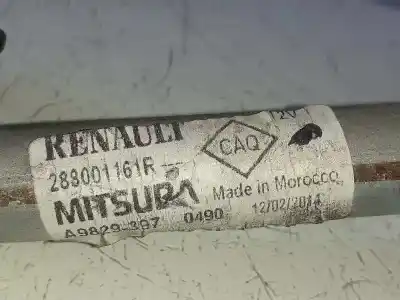 RENAULT
288001161R
CAQ
12V
MITSUBA
Made in Morocco
A9829-397 0490 12/02/2014